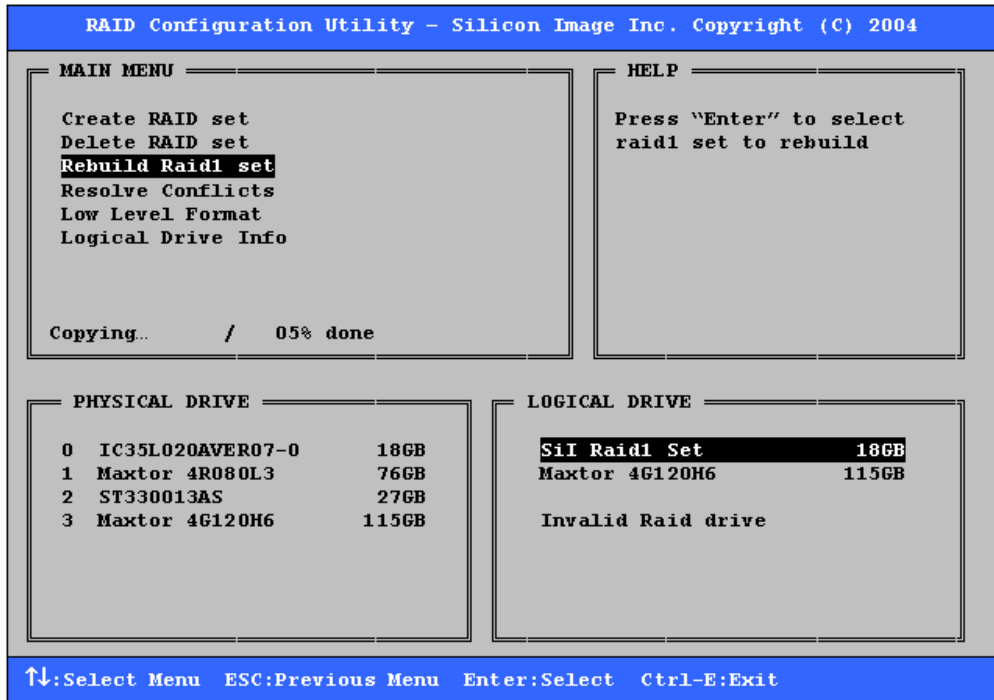 RAID Configuration Utility – Silicon Image Inc. Copyright (C) 2004
MAIN MENU
Create RAID set
Delete RAID set
Rebuild Raid1 set
Resolve Conflicts
Low Level Format
Logical Drive Info
Copying… / 05% done
HELP
Press “Enter” to select
raid1 set to rebuild
PHYSICAL DRIVE
0 IC35L020AVER07-0 18GB
1 Maxtor 4R080L3 76GB
2 ST330013AS 27GB
3 Maxtor 4G120H6 115GB
LOGICAL DRIVE
SiI Raid1 Set 18GB
Maxtor 4G120H6 115GB
Invalid Raid drive
↑↓:Select Menu ESC:Previous Menu Enter:Select Ctrl-E:Exit